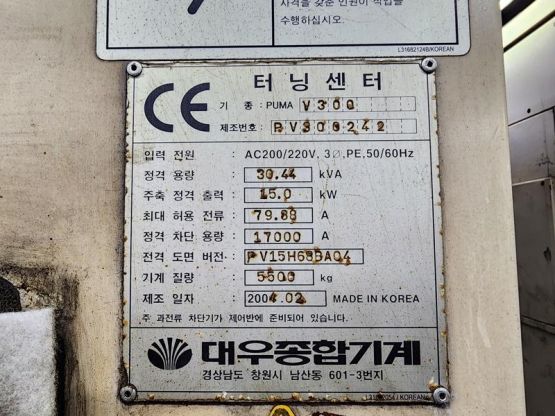 자격을 갖춘 인원이 작업을
수행하십시오.
L31682124B/KOREAN
CE
터닝센터
기 종: PUMA V300
제조번호: PV300242
입력 전원 : AC200/220V, 3∅,PE,50/60Hz
정격 용량 : 30.44 kVA
주축 정격 출력 : 15.0 kW
최대 허용 전류 : 79.88 A
정격 차단 용량 : 17000 A
전격 도면 버전: PV15H68BA04
기계 질량 : 5500 kg
제조 일자 : 2004.02 MADE IN KOREA
주 과전류 차단기가 제어반에 준비되어 있습니다.
대우종합기계
경상남도 창원시 남산동 601-3번지